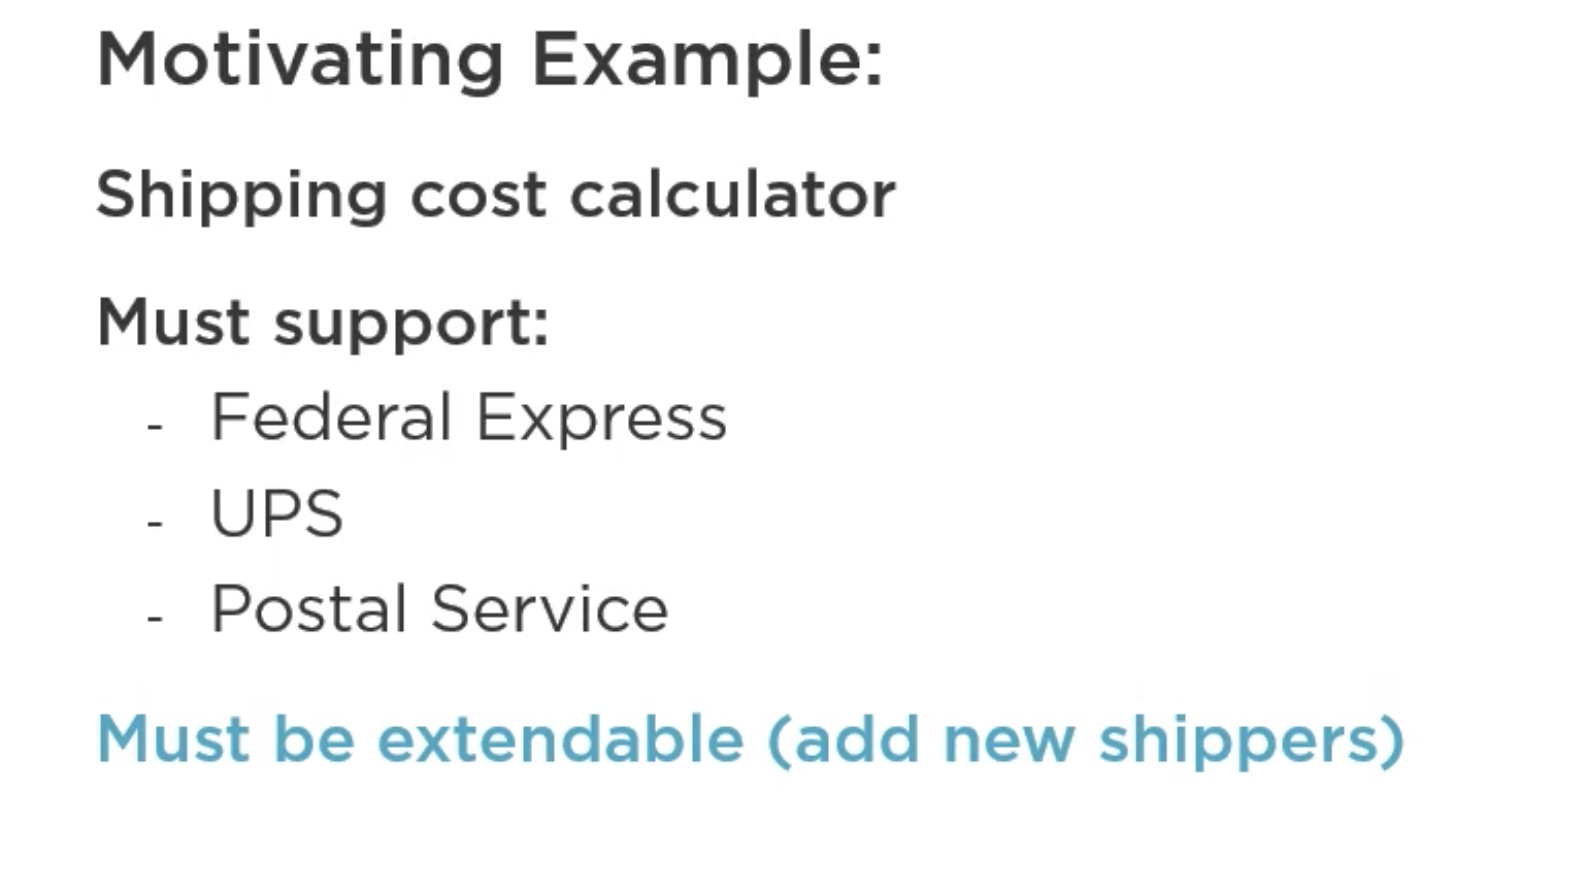 Motivating Example:
Shipping cost calculator
Must support:
- Federal Express
- UPS
- Postal Service
Must be extendable (add new shippers)